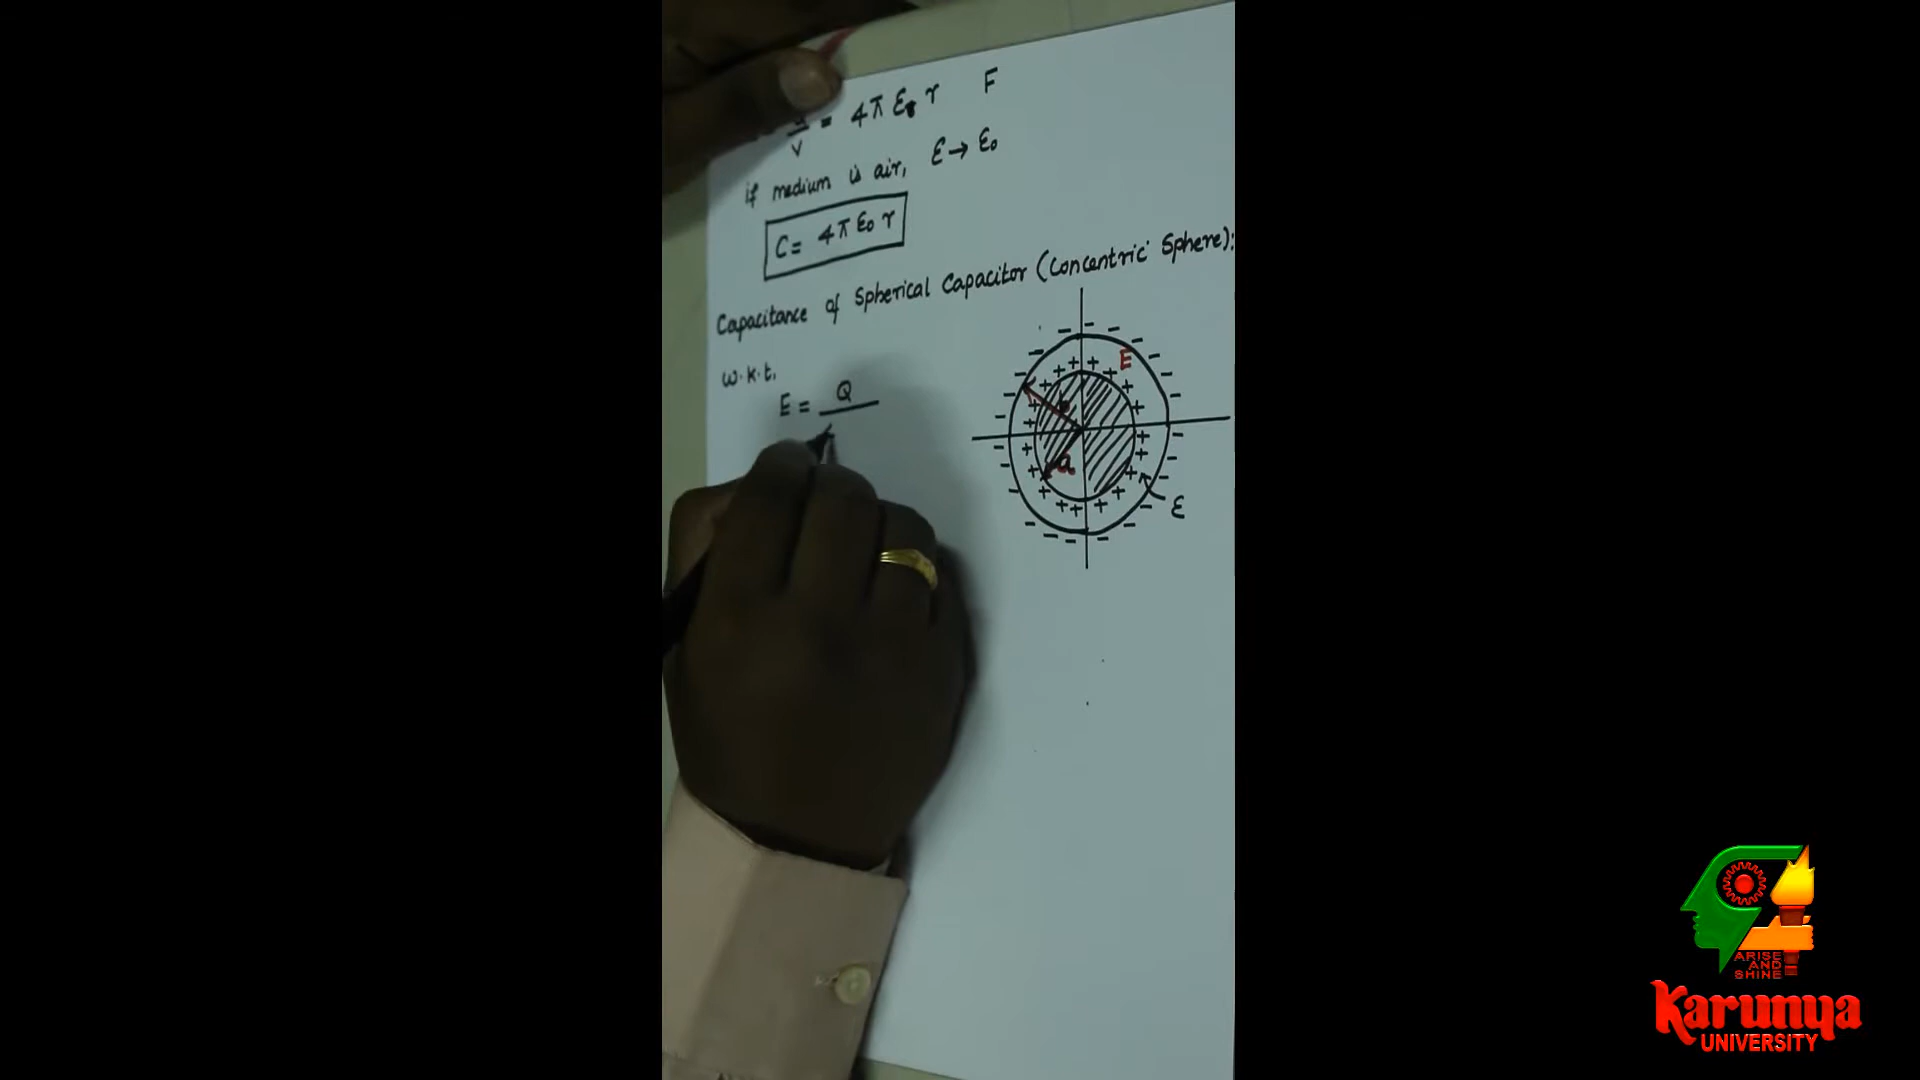 /V = 4π ε r F
if medium is air, ε → ε₀
C = 4π ε₀ r
Capacitance of Spherical Capacitor (Concentric Sphere):
w.k.t.
E = Q
E
b
a
ε
ARISE
AND
SHINE
Karunya
UNIVERSITY